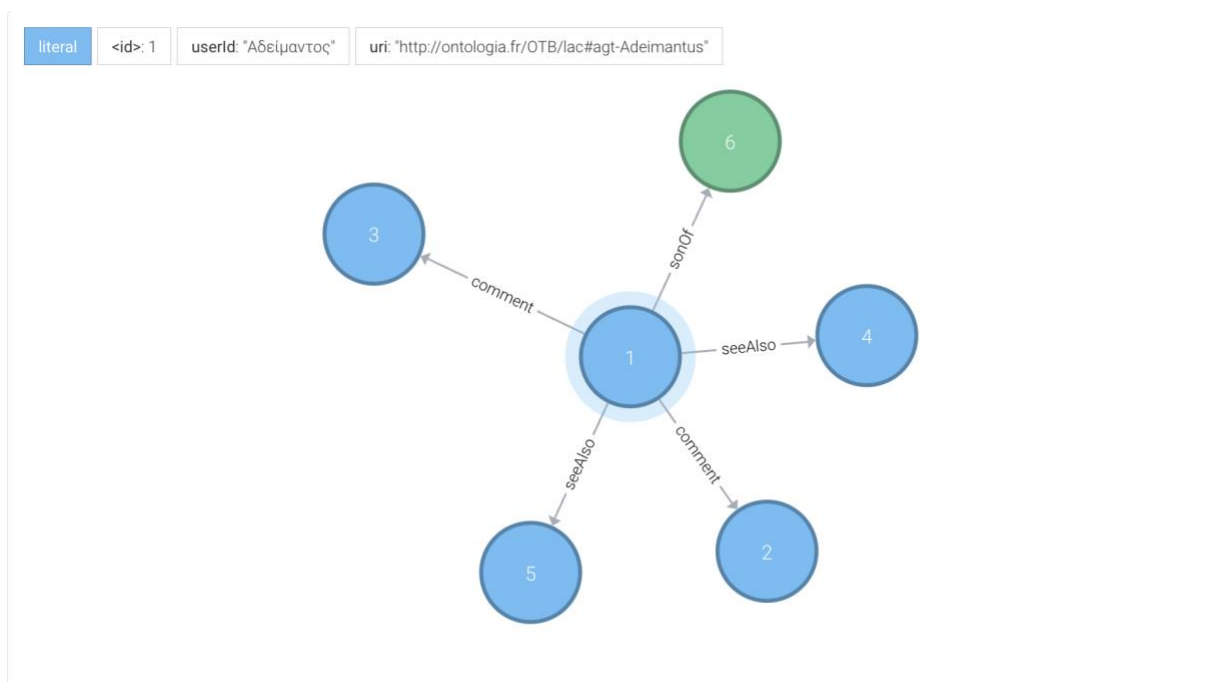 literal <id>: 1 userId: "Αδείμαντος" uri: "http://ontologia.fr/OTB/lac#agt-Adeimantus"
6
sonOf
3
comment
1
seeAlso
4
seeAlso
comment
5
2